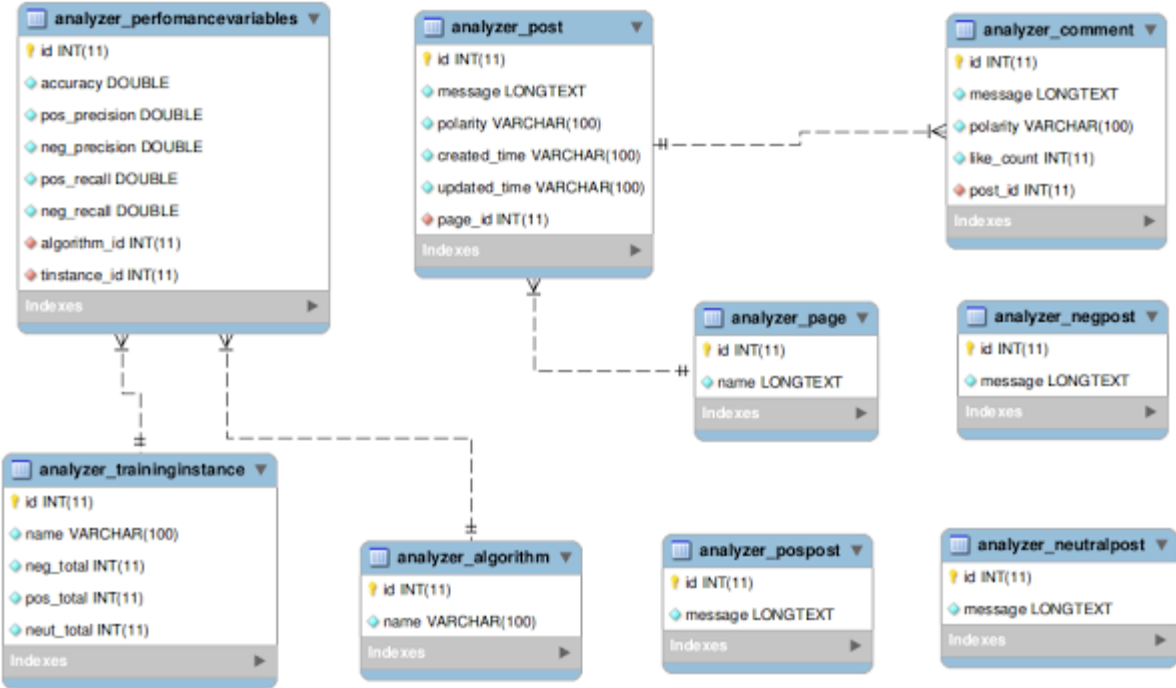 analyzer_perfomancevariables
id INT(11)
accuracy DOUBLE
pos_precision DOUBLE
neg_precision DOUBLE
pos_recall DOUBLE
neg_recall DOUBLE
algorithm_id INT(11)
tinstance_id INT(11)
Indexes
analyzer_post
id INT(11)
message LONGTEXT
polarity VARCHAR(100)
created_time VARCHAR(100)
updated_time VARCHAR(100)
page_id INT(11)
Indexes
analyzer_comment
id INT(11)
message LONGTEXT
polarity VARCHAR(100)
like_count INT(11)
post_id INT(11)
Indexes
analyzer_page
id INT(11)
name LONGTEXT
Indexes
analyzer_negpost
id INT(11)
message LONGTEXT
Indexes
analyzer_traininginstance
id INT(11)
name VARCHAR(100)
neg_total INT(11)
pos_total INT(11)
neut_total INT(11)
Indexes
analyzer_algorithm
id INT(11)
name VARCHAR(100)
Indexes
analyzer_pospost
id INT(11)
message LONGTEXT
Indexes
analyzer_neutralpost
id INT(11)
message LONGTEXT
Indexes